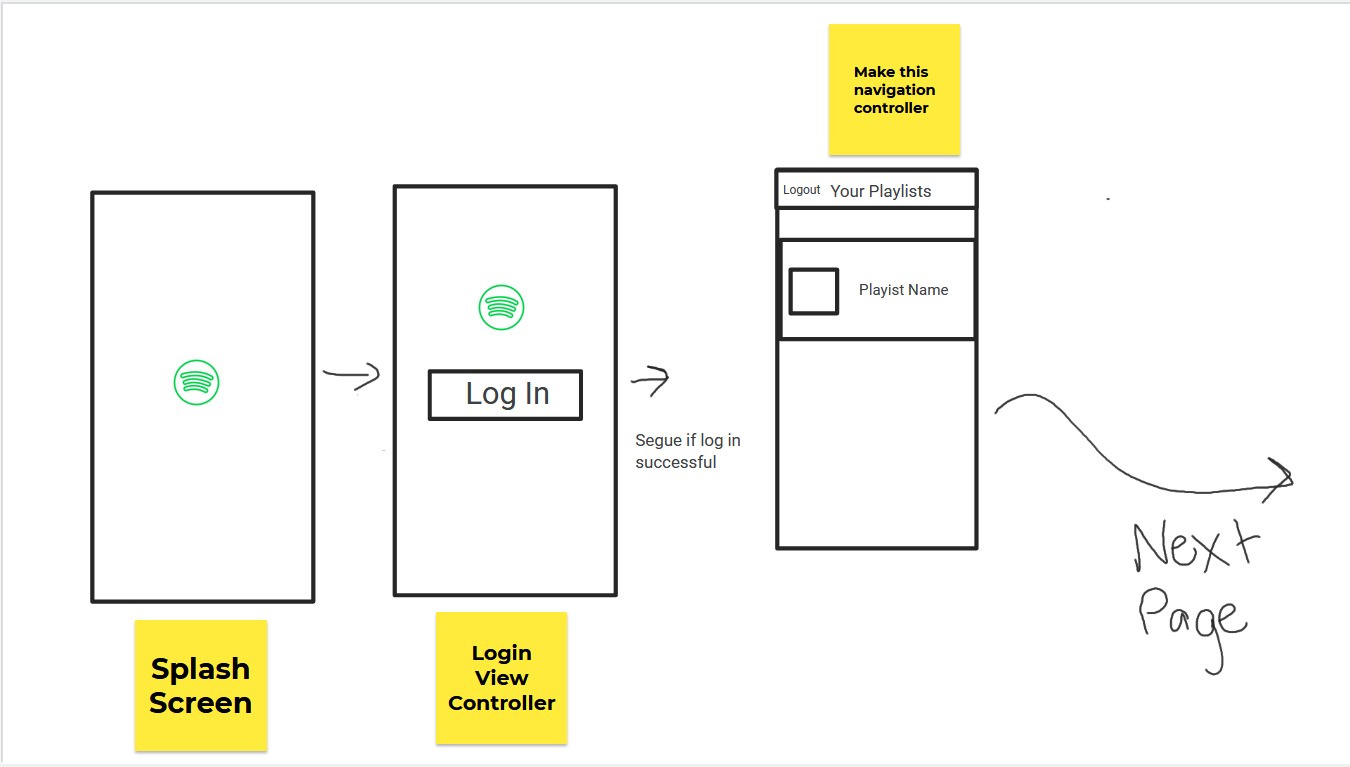 Make this
navigation
controller
Logout Your Playlists
Playist Name
Log In
Segue if log in
successful
Next
Page
Splash
Screen
Login
View
Controller